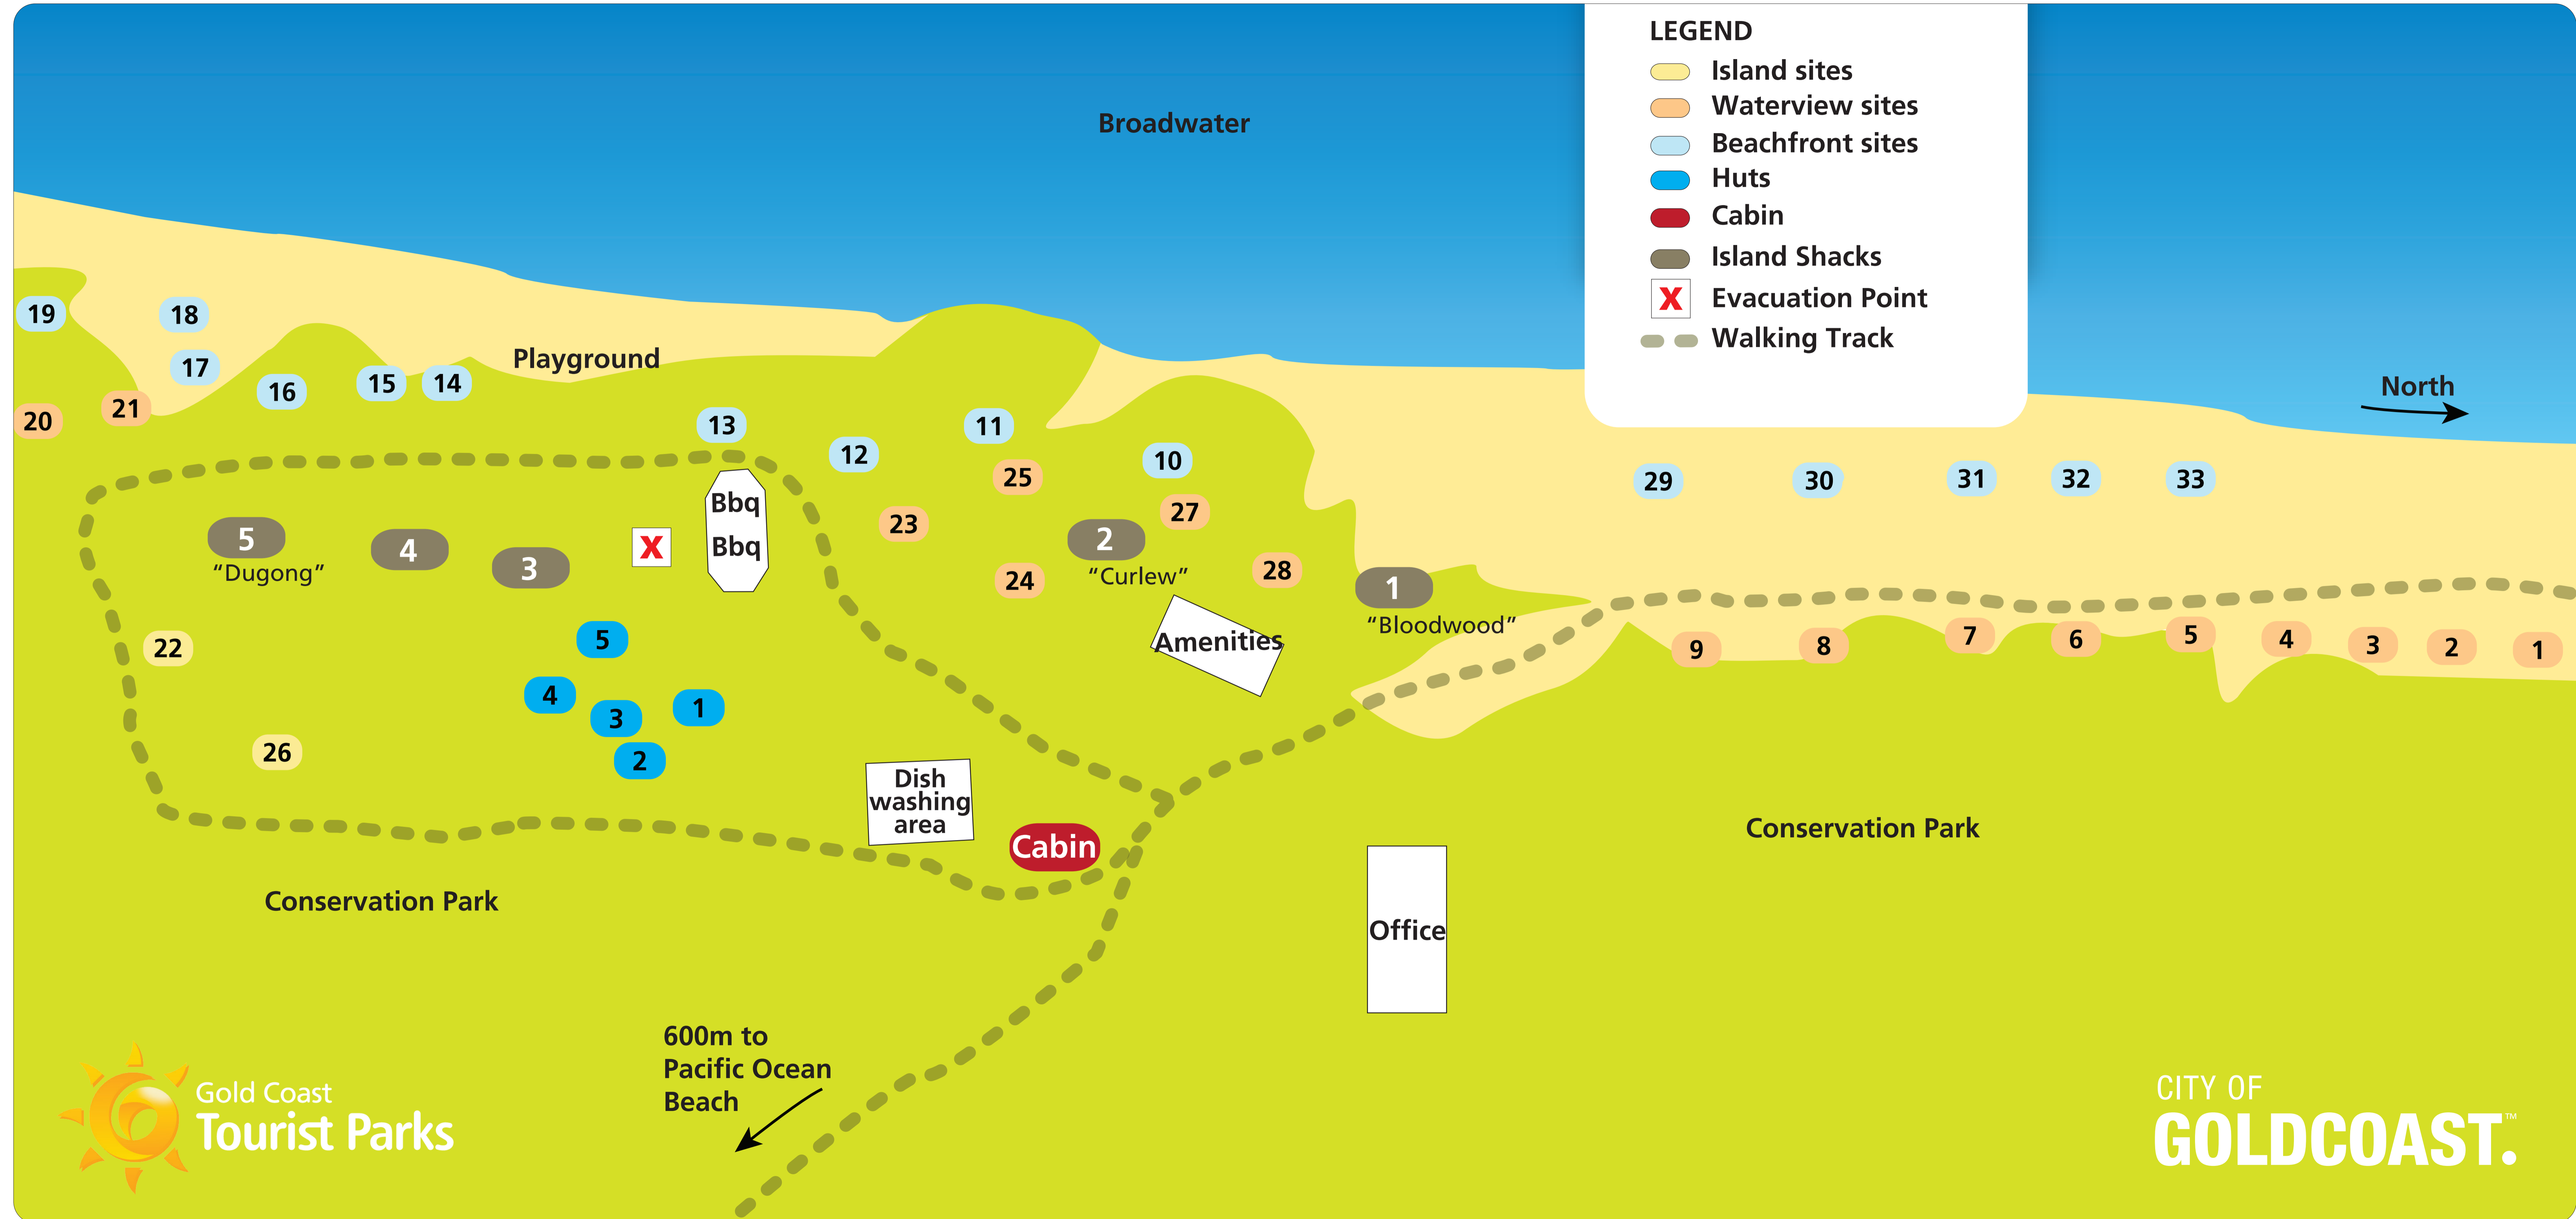 LEGEND
Island sites
Waterview sites
Beachfront sites
Huts
Cabin
Island Shacks
X Evacuation Point
Walking Track
Broadwater
North
19
18
17
16
15
14
Playground
20
21
13
12
11
10
25
27
23
24
28
29
30
31
32
33
Bbq
Bbq
5
"Dugong"
4
3
X
2
"Curlew"
1
"Bloodwood"
Amenities
9
8
7
6
5
4
3
2
1
22
26
5
4
3
1
2
Dish
washing
area
Cabin
Conservation Park
Conservation Park
Office
600m to
Pacific Ocean
Beach
Gold Coast
Tourist Parks
CITY OF
GOLDCOAST.™